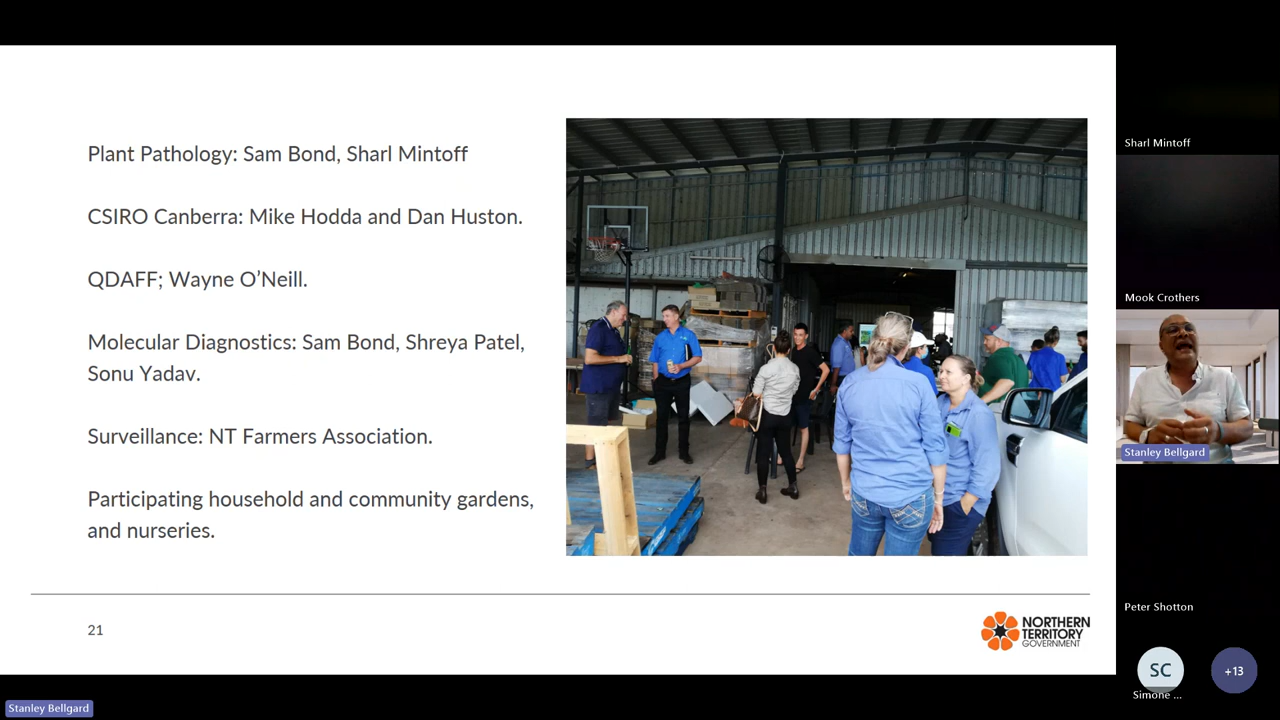 Plant Pathology: Sam Bond, Sharl Mintoff
CSIRO Canberra: Mike Hodda and Dan Huston.
QDAFF; Wayne O’Neill.
Molecular Diagnostics: Sam Bond, Shreya Patel,
Sonu Yadav.
Surveillance: NT Farmers Association.
Participating household and community gardens,
and nurseries.
21
NORTHERN
TERRITORY
GOVERNMENT
Sharl Mintoff
Mook Crothers
Stanley Bellgard
Peter Shotton
SC
+13
Simone ...
Stanley Bellgard